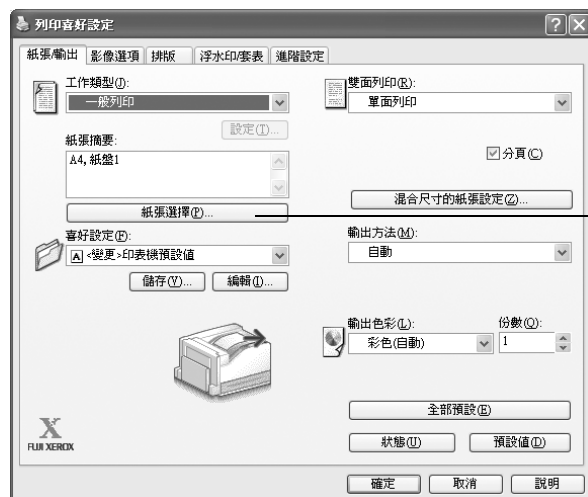 列印喜好設定
紙張/輸出 影像選項 排版 浮水印/套表 進階設定
工作類型(J):
一般列印
設定(T)...
紙張摘要:
A4, 紙盤1
紙張選擇(P)...
喜好設定(F):
A <變更>印表機預設值
儲存(V)... 編輯(I)...
雙面列印(R):
單面列印
分頁(C)
混合尺寸的紙張設定(Z)...
輸出方法(M):
自動
輸出色彩(L): 份數(O):
彩色(自動) 1
全部預設(E)
狀態(U) 預設值(D)
X
FUJI XEROX
確定 取消 說明